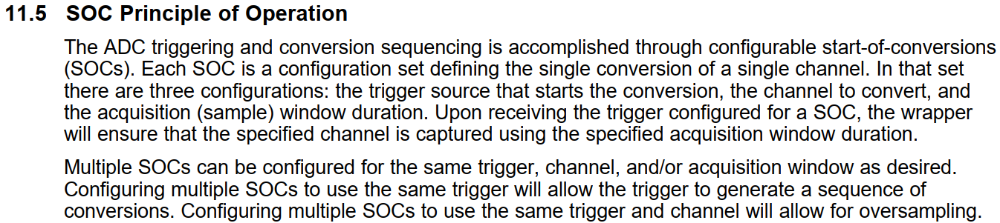 11.5 SOC Principle of Operation
The ADC triggering and conversion sequencing is accomplished through configurable start-of-conversions
(SOCs). Each SOC is a configuration set defining the single conversion of a single channel. In that set
there are three configurations: the trigger source that starts the conversion, the channel to convert, and
the acquisition (sample) window duration. Upon receiving the trigger configured for a SOC, the wrapper
will ensure that the specified channel is captured using the specified acquisition window duration.
Multiple SOCs can be configured for the same trigger, channel, and/or acquisition window as desired.
Configuring multiple SOCs to use the same trigger will allow the trigger to generate a sequence of
conversions. Configuring multiple SOCs to use the same trigger and channel will allow for oversampling.